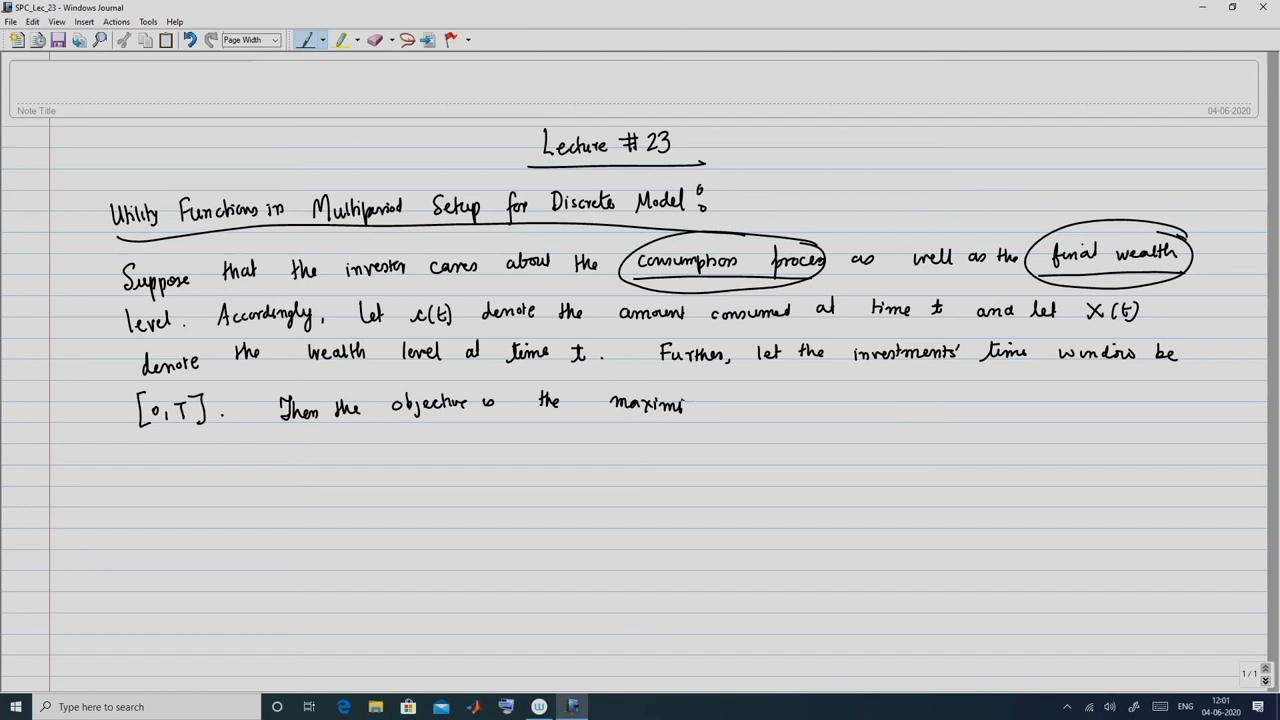 SPC_Lec_23 - Windows Journal
File Edit View Insert Actions Tools Help
Page Width
Note Title
04-06-2020
Lecture #23
Utility Functions in Multiperiod Setup for Discrete Model :
Suppose that the investor cares about the consumption process as well as the final wealth
level. Accordingly, let c(t) denote the amount consumed at time t and let X(t)
denote the wealth level at time t. Further, let the investments' time window be
[0,T]. Then the objective is the maximi
1/1
Type here to search
ENG
12:01
04-06-2020